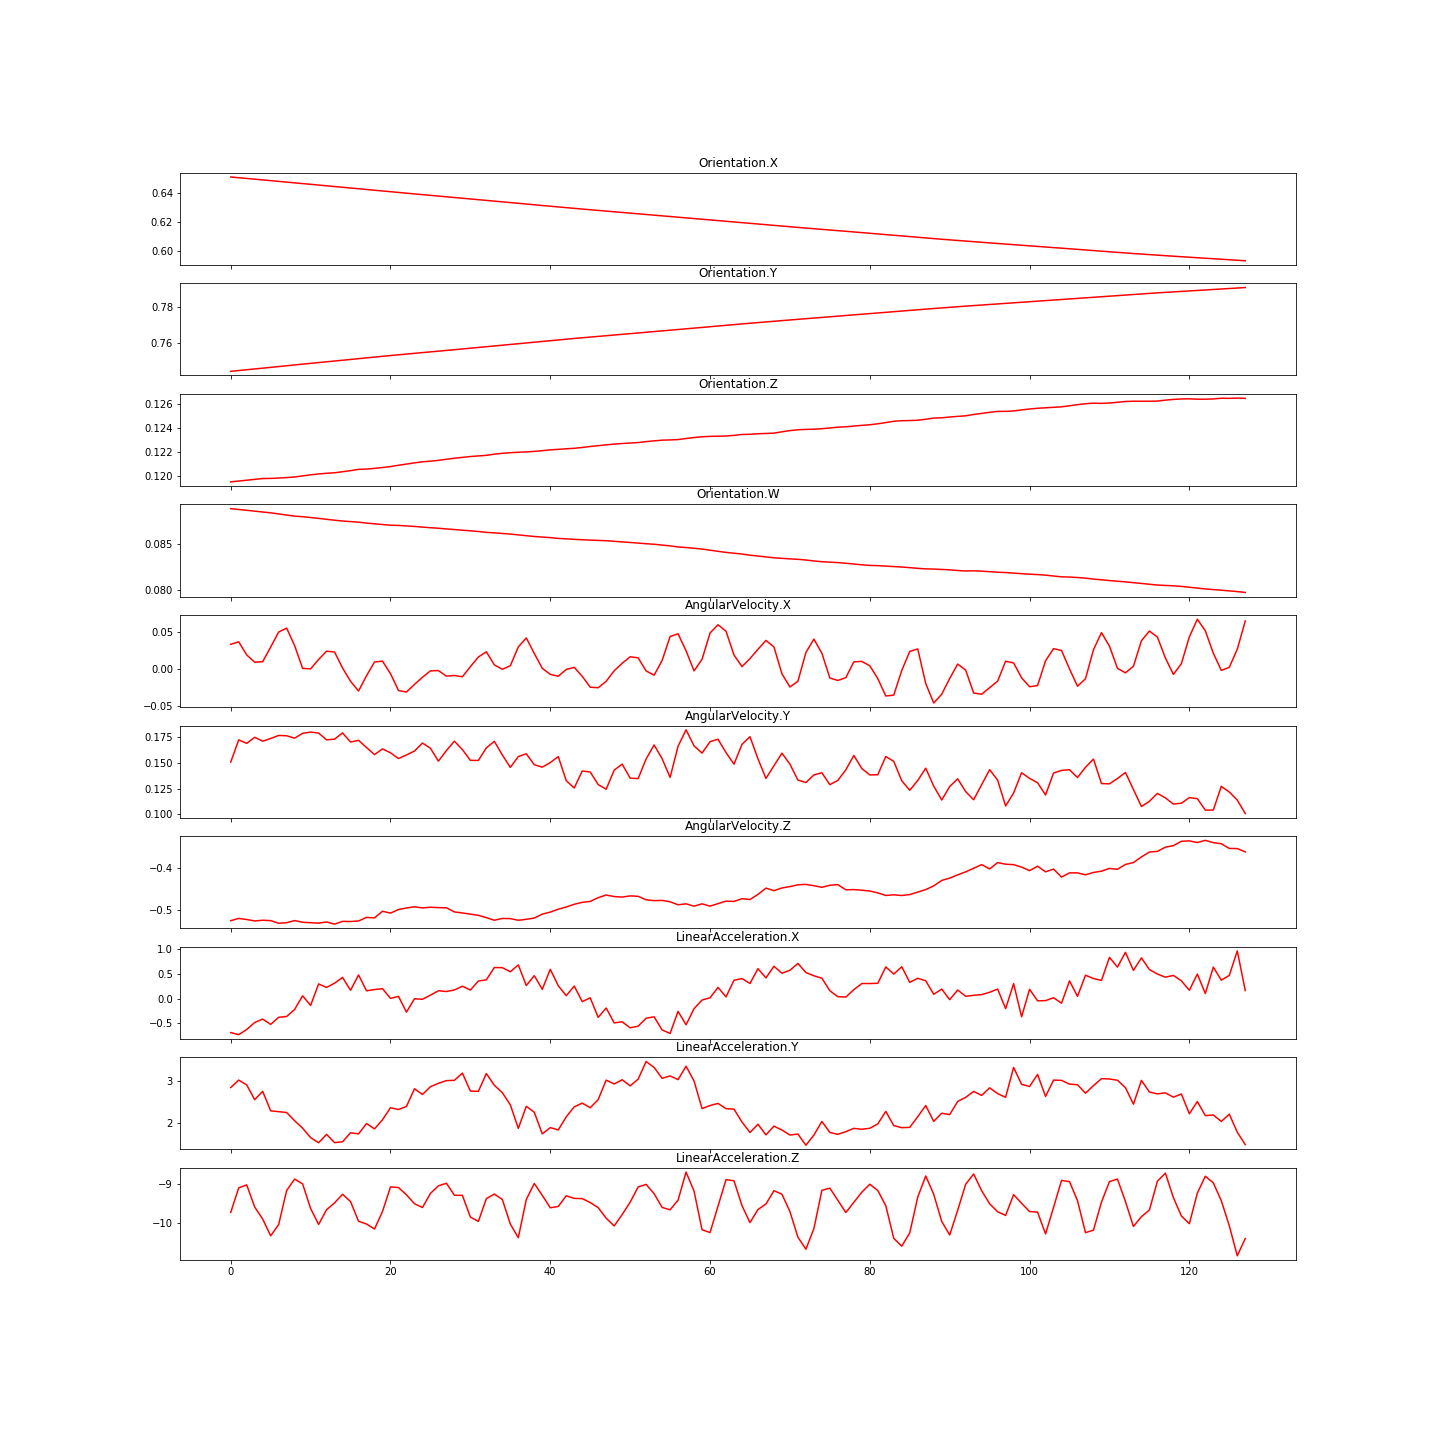 Orientation.X
0.64
0.62
0.60
Orientation.Y
0.78
0.76
Orientation.Z
0.126
0.124
0.122
0.120
Orientation.W
0.085
0.080
AngularVelocity.X
0.05
0.00
−0.05
AngularVelocity.Y
0.175
0.150
0.125
0.100
AngularVelocity.Z
−0.4
−0.5
LinearAcceleration.X
1.0
0.5
0.0
−0.5
LinearAcceleration.Y
3
2
LinearAcceleration.Z
−9
−10
0 20 40 60 80 100 120